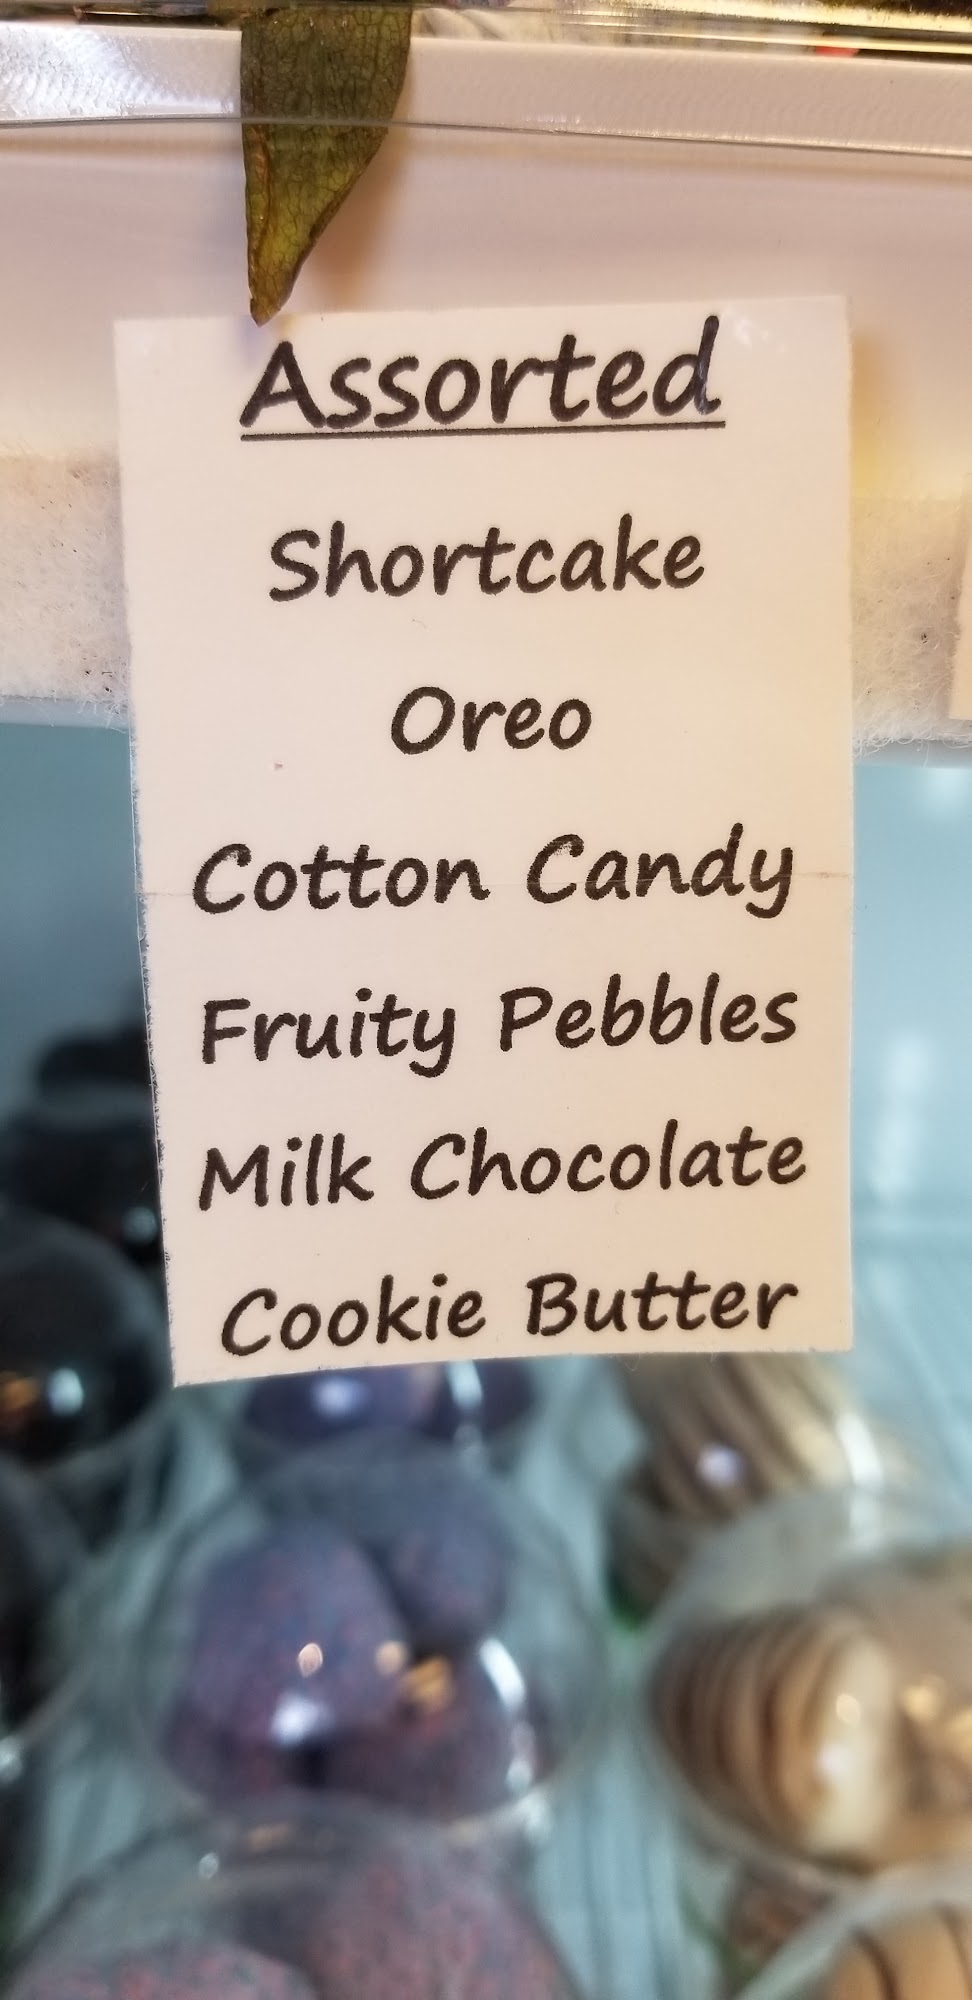 Assorted
Shortcake
Oreo
Cotton Candy
Fruity Pebbles
Milk Chocolate
Cookie Butter